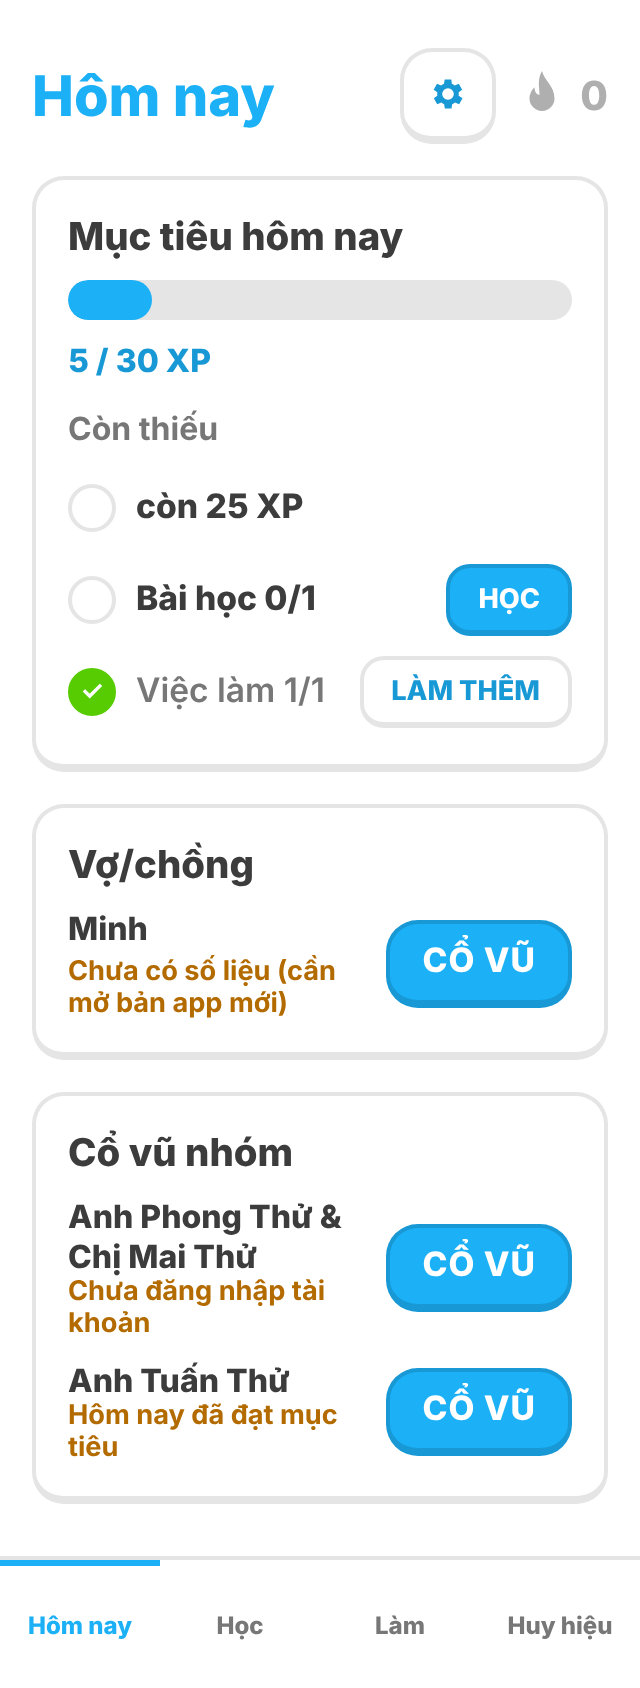 Hôm nay
0
Mục tiêu hôm nay
5 / 30 XP
Còn thiếu
còn 25 XP
Bài học 0/1
HỌC
Việc làm 1/1
LÀM THÊM
Vợ/chồng
Minh
Chưa có số liệu (cần
mở bản app mới)
CỔ VŨ
Cổ vũ nhóm
Anh Phong Thử &
Chị Mai Thử
Chưa đăng nhập tài
khoản
CỔ VŨ
Anh Tuấn Thử
Hôm nay đã đạt mục
tiêu
CỔ VŨ
Hôm nay
Học
Làm
Huy hiệu